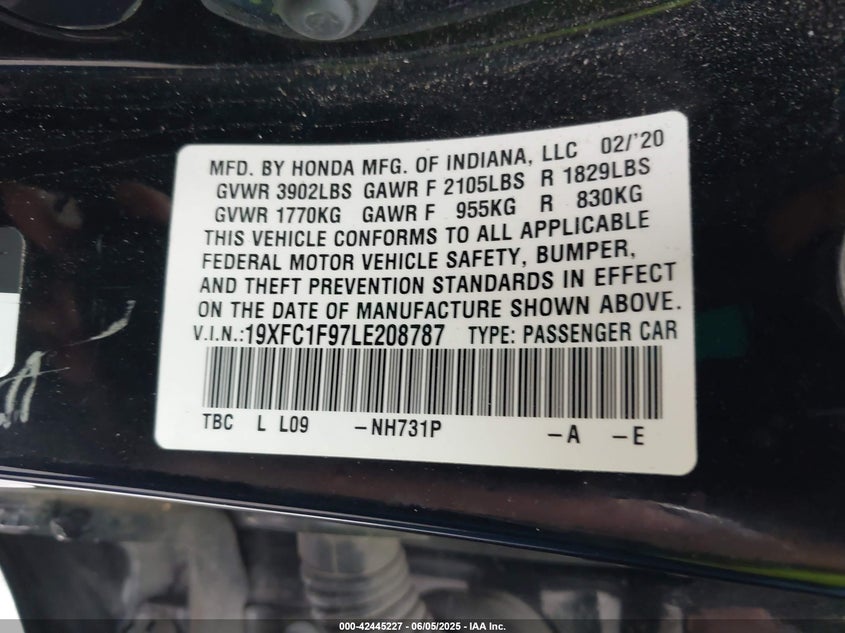 MFD. BY HONDA MFG. OF INDIANA, LLC 02/'20
GVWR 3902LBS GAWR F 2105LBS R 1829LBS
GVWR 1770KG GAWR F 955KG R 830KG
THIS VEHICLE CONFORMS TO ALL APPLICABLE
FEDERAL MOTOR VEHICLE SAFETY, BUMPER,
AND THEFT PREVENTION STANDARDS IN EFFECT
ON THE DATE OF MANUFACTURE SHOWN ABOVE.
V.I.N.:19XFC1F97LE208787 TYPE: PASSENGER CAR
TBC L L09 -NH731P -A -E
000-42445227 - 06/05/2025 - IAA Inc.